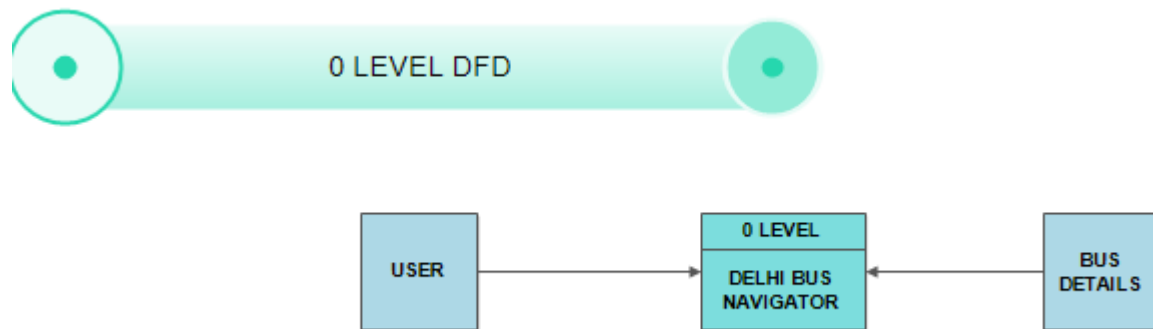 0 LEVEL DFD
USER
0 LEVEL
DELHI BUS
NAVIGATOR
BUS
DETAILS